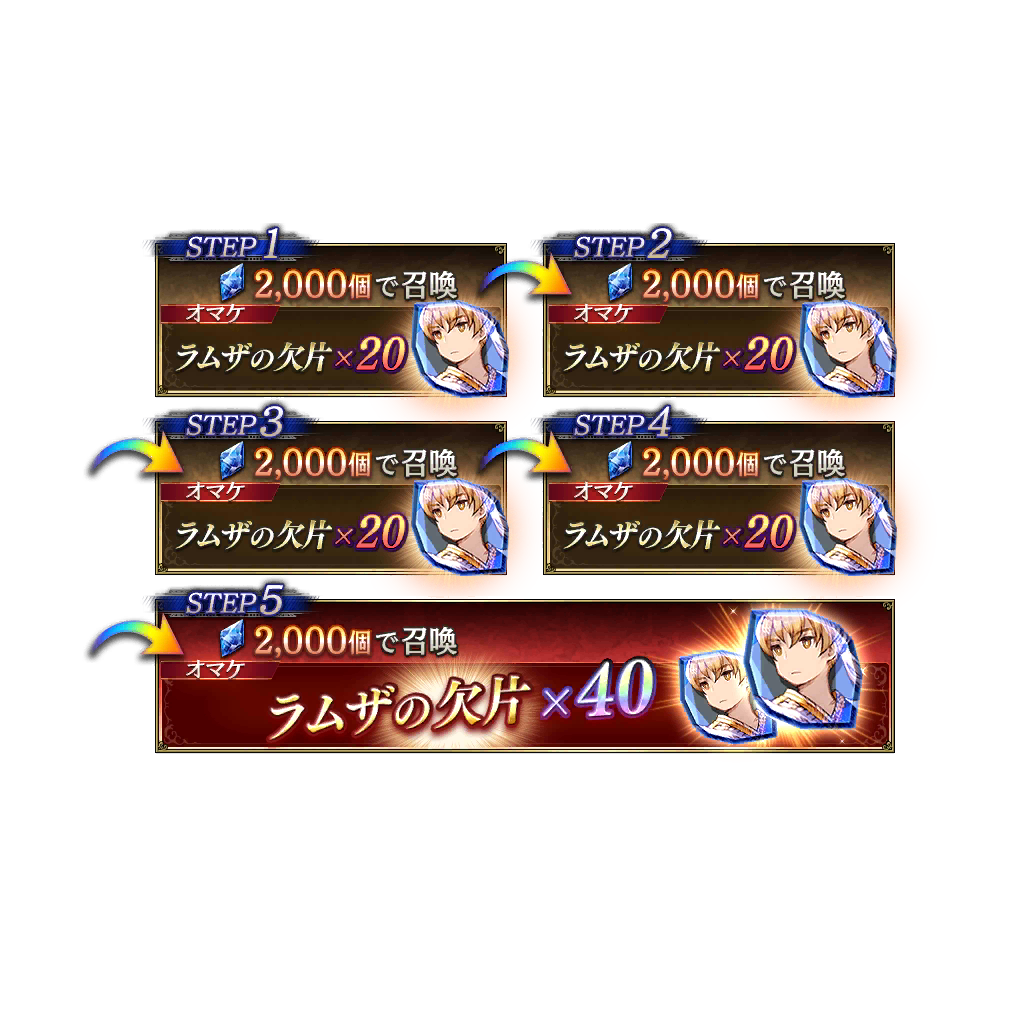 STEP 1
2,000個で召喚
オマケ
ラムザの欠片×20
STEP 2
2,000個で召喚
オマケ
ラムザの欠片×20
STEP 3
2,000個で召喚
オマケ
ラムザの欠片×20
STEP 4
2,000個で召喚
オマケ
ラムザの欠片×20
STEP 5
2,000個で召喚
オマケ
ラムザの欠片×40